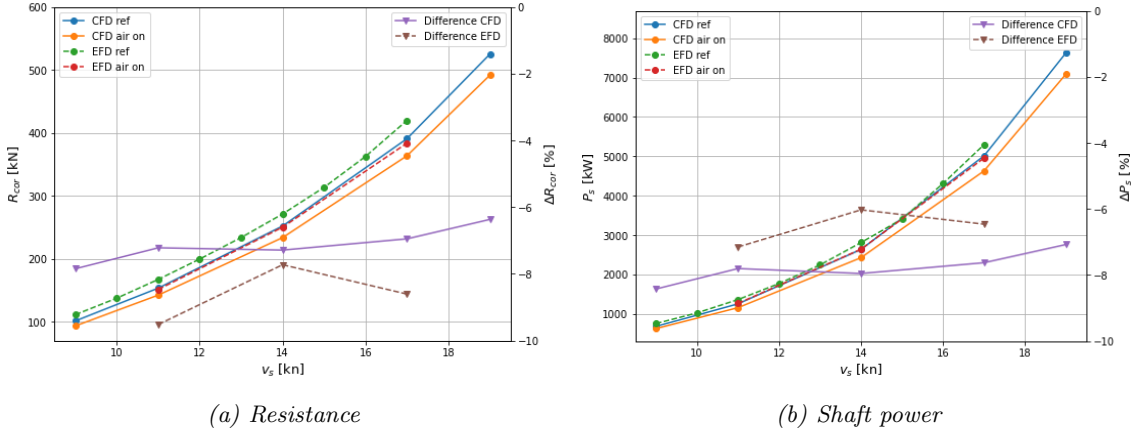 600
500
400
300
200
100
R_cor [kN]
CFD ref
CFD air on
EFD ref
EFD air on
Difference CFD
Difference EFD
0
−2
−4
−6
−8
−10
ΔR_cor [%]
10 12 14 16 18
v_s [kn]
(a) Resistance
8000
7000
6000
5000
4000
3000
2000
1000
P_s [kW]
CFD ref
CFD air on
EFD ref
EFD air on
Difference CFD
Difference EFD
0
−2
−4
−6
−8
−10
ΔP_s [%]
10 12 14 16 18
v_s [kn]
(b) Shaft power